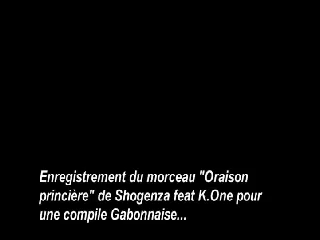 Enregistrement du morceau "Oraison
princière" de Shogenza feat K.One pour
une compile Gabonnaise...